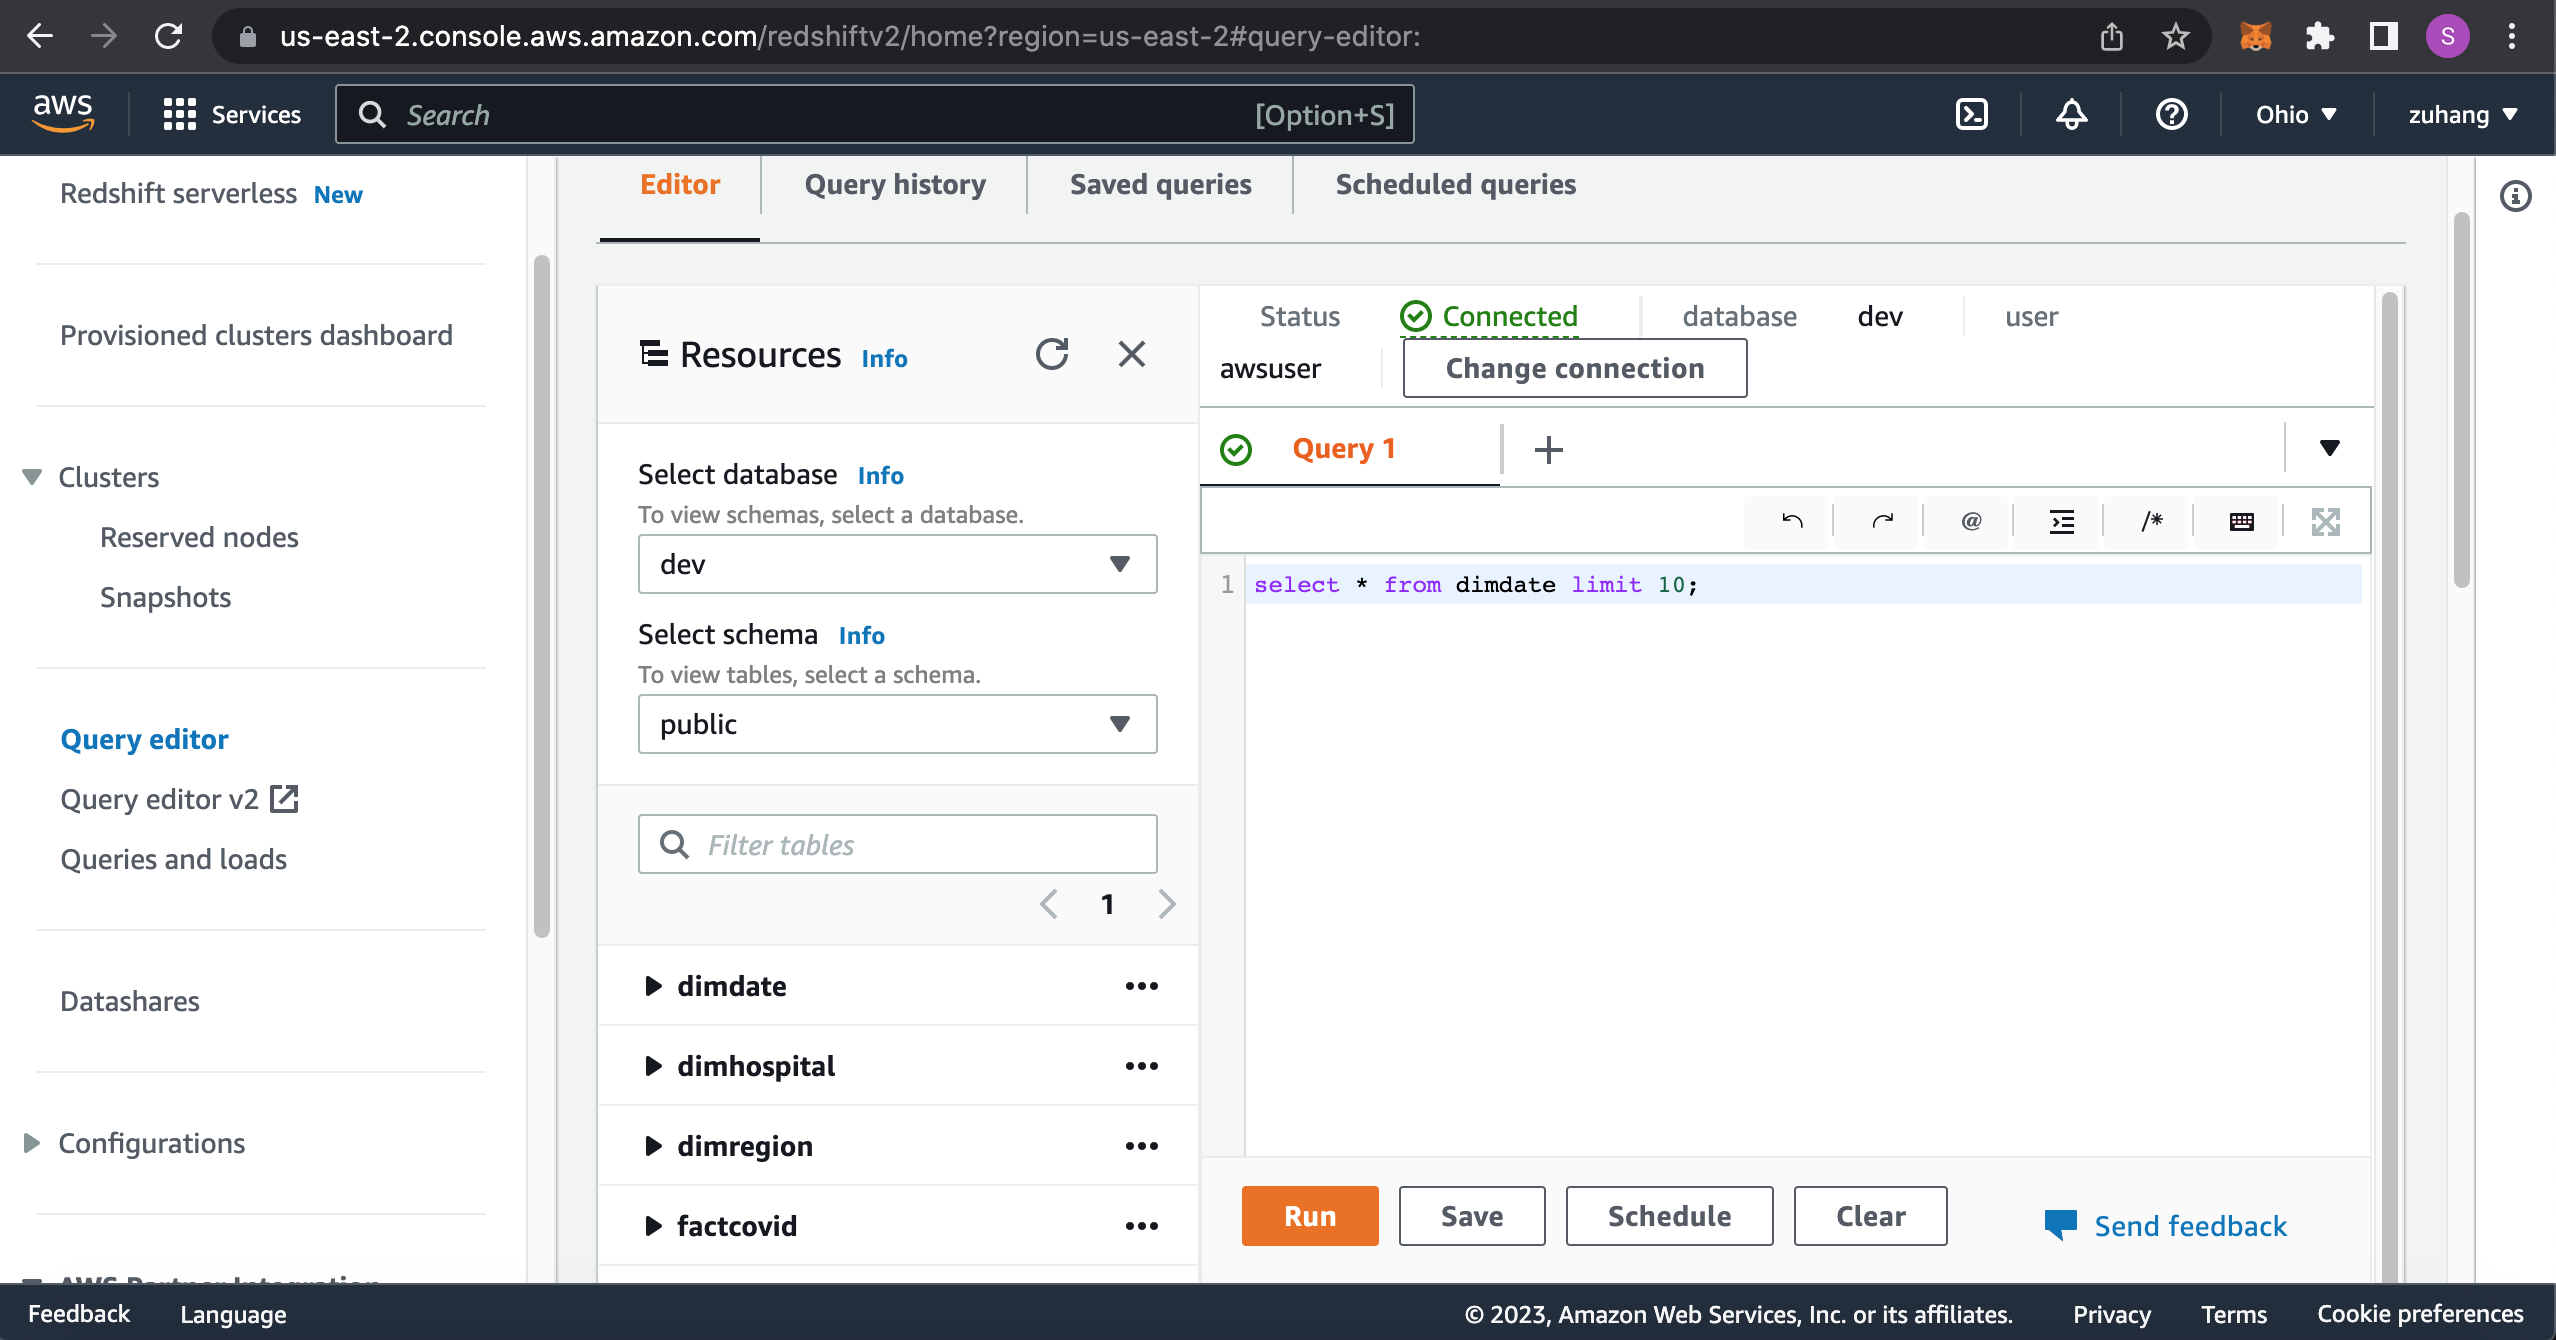 us-east-2.console.aws.amazon.com/redshiftv2/home?region=us-east-2#query-editor:
S
aws
Services
Search
[Option+S]
Ohio
zuhang
Redshift serverless New
Provisioned clusters dashboard
Clusters
Reserved nodes
Snapshots
Query editor
Query editor v2
Queries and loads
Datashares
Configurations
AWS Partner Integration
Editor
Query history
Saved queries
Scheduled queries
Resources Info
Select database Info
To view schemas, select a database.
dev
Select schema Info
To view tables, select a schema.
public
Filter tables
1
dimdate
dimhospital
dimregion
factcovid
Status Connected database dev user
awsuser Change connection
Query 1
@ /*
1 select * from dimdate limit 10;
Run
Save
Schedule
Clear
Send feedback
Feedback
Language
© 2023, Amazon Web Services, Inc. or its affiliates.
Privacy
Terms
Cookie preferences